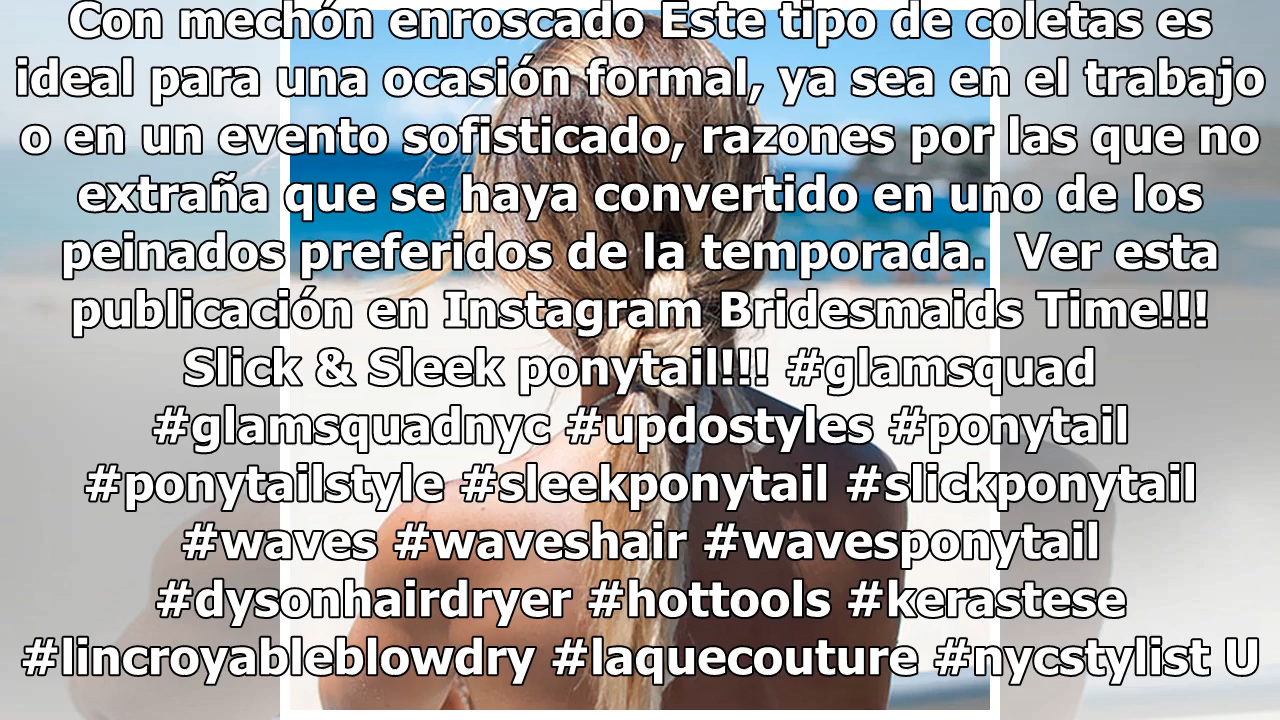 Con mechón enroscado Este tipo de coletas es
ideal para una ocasión formal, ya sea en el trabajo
o en un evento sofisticado, razones por las que no
extraña que se haya convertido en uno de los
peinados preferidos de la temporada.  Ver esta
publicación en Instagram Bridesmaids Time!!!
Slick & Sleek ponytail!!! #glamsquad
#glamsquadnyc #updostyles #ponytail
#ponytailstyle #sleekponytail #slickponytail
#waves #waveshair #wavesponytail
#dysonhairdryer #hottools #kerastese
#lincroyableblowdry #laquecouture #nycstylist U